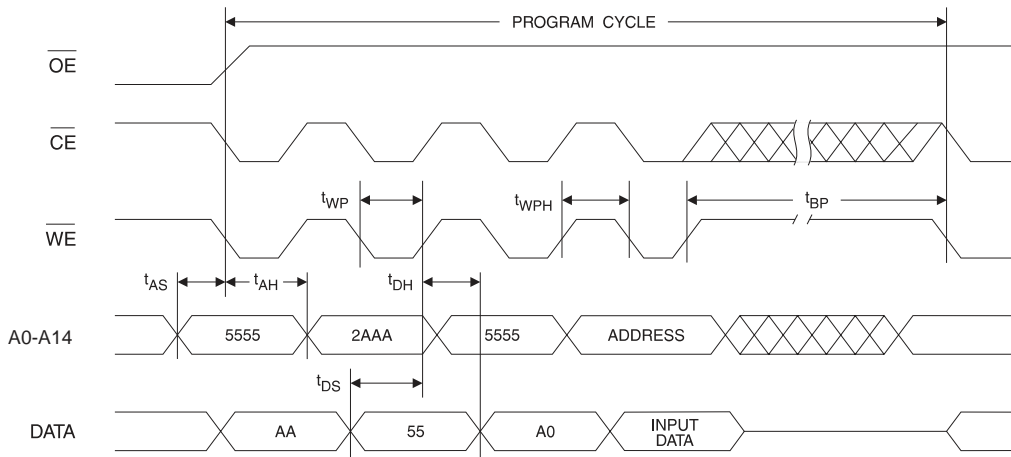 PROGRAM CYCLE
OE
CE
tWP
tWPH
tBP
WE
tAS
tAH
tDH
A0-A14
5555
2AAA
5555
ADDRESS
tDS
DATA
AA
55
A0
INPUT
DATA